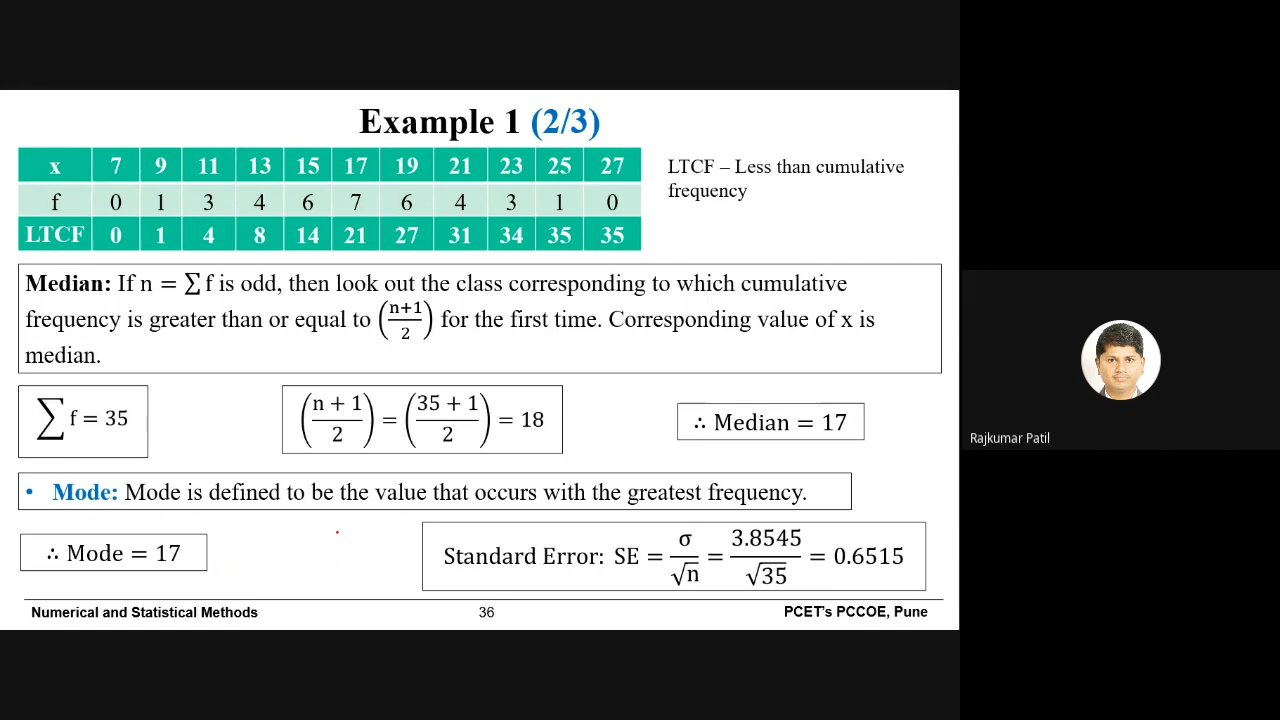 Example 1 (2/3)
x 7 9 11 13 15 17 19 21 23 25 27
f 0 1 3 4 6 7 6 4 3 1 0
LTCF 0 1 4 8 14 21 27 31 34 35 35
LTCF – Less than cumulative
frequency
Median: If n = ∑ f is odd, then look out the class corresponding to which cumulative
frequency is greater than or equal to ((n+1)/2) for the first time. Corresponding value of x is
median.
∑ f = 35
((n + 1)/2) = ((35 + 1)/2) = 18
∴ Median = 17
• Mode: Mode is defined to be the value that occurs with the greatest frequency.
∴ Mode = 17
Standard Error: SE = σ/√n = 3.8545/√35 = 0.6515
Numerical and Statistical Methods 36 PCET's PCCOE, Pune
Rajkumar Patil